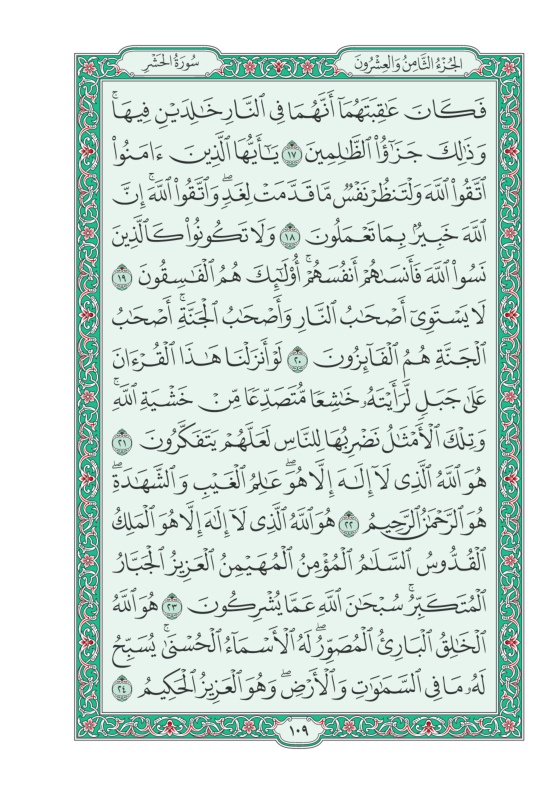 الجُزْءُ الثَّامِنُ وَالعِشْرُونَ
سُورَةُ الحَشْرِ
فَكَانَ عَٰقِبَتَهُمَآ أَنَّهُمَا فِي ٱلنَّارِ خَٰلِدَيْنِ فِيهَاۚ
وَذَٰلِكَ جَزَٰٓؤُاْ ٱلظَّٰلِمِينَ ١٧ يَٰٓأَيُّهَا ٱلَّذِينَ ءَامَنُواْ
ٱتَّقُواْ ٱللَّهَ وَلْتَنظُرْ نَفْسٌ مَّا قَدَّمَتْ لِغَدٍۖ وَٱتَّقُواْ ٱللَّهَۚ إِنَّ
ٱللَّهَ خَبِيرٌۢ بِمَا تَعْمَلُونَ ١٨ وَلَا تَكُونُواْ كَٱلَّذِينَ
نَسُواْ ٱللَّهَ فَأَنسَىٰهُمْ أَنفُسَهُمْۚ أُوْلَٰٓئِكَ هُمُ ٱلْفَٰسِقُونَ ١٩
لَا يَسْتَوِيٓ أَصْحَٰبُ ٱلنَّارِ وَأَصْحَٰبُ ٱلْجَنَّةِۚ أَصْحَٰبُ
ٱلْجَنَّةِ هُمُ ٱلْفَآئِزُونَ ٢٠ لَوْ أَنزَلْنَا هَٰذَا ٱلْقُرْءَانَ
عَلَىٰ جَبَلٍ لَّرَأَيْتَهُۥ خَٰشِعًا مُّتَصَدِّعًا مِّنْ خَشْيَةِ ٱللَّهِۚ
وَتِلْكَ ٱلْأَمْثَٰلُ نَضْرِبُهَا لِلنَّاسِ لَعَلَّهُمْ يَتَفَكَّرُونَ ٢١
هُوَ ٱللَّهُ ٱلَّذِي لَآ إِلَٰهَ إِلَّا هُوَۖ عَٰلِمُ ٱلْغَيْبِ وَٱلشَّهَٰدَةِۖ
هُوَ ٱلرَّحْمَٰنُ ٱلرَّحِيمُ ٢٢ هُوَ ٱللَّهُ ٱلَّذِي لَآ إِلَٰهَ إِلَّا هُوَ ٱلْمَلِكُ
ٱلْقُدُّوسُ ٱلسَّلَٰمُ ٱلْمُؤْمِنُ ٱلْمُهَيْمِنُ ٱلْعَزِيزُ ٱلْجَبَّارُ
ٱلْمُتَكَبِّرُۚ سُبْحَٰنَ ٱللَّهِ عَمَّا يُشْرِكُونَ ٢٣ هُوَ ٱللَّهُ
ٱلْخَٰلِقُ ٱلْبَارِئُ ٱلْمُصَوِّرُۖ لَهُ ٱلْأَسْمَآءُ ٱلْحُسْنَىٰۚ يُسَبِّحُ
لَهُۥ مَا فِي ٱلسَّمَٰوَٰتِ وَٱلْأَرْضِۖ وَهُوَ ٱلْعَزِيزُ ٱلْحَكِيمُ ٢٤
١٠٩